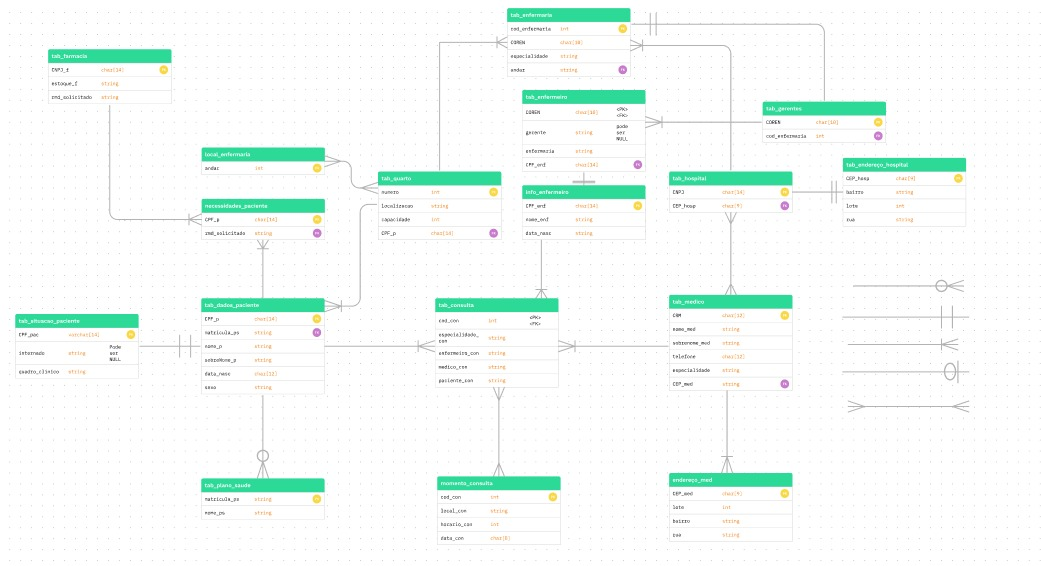 tab_enfermaria
cod_enfermaria int PK
COREN char(10)
especialidade string
andar string FK
tab_farmacia
CNPJ_f char(14) PK
estoque_f string
rmd_solicitado string
tab_enfermeiro
COREN char(10) <PK> <FK>
gerente string pode ser NULL
enfermeria string
CPF_enf char(14) FK
tab_gerentes
COREN char(10) PK
cod_enfermeria int FK
local_enfermaria
andar int PK
tab_quarto
numero int PK
localizacao string
capacidade int
CPF_p char(14) FK
tab_hospital
CNPJ char(14) PK
CEP_hosp char(9) FK
tab_endereço_hospital
CEP_hosp char(9) PK
bairro string
lote int
rua string
necessidades_paciente
CPF_p char(14) PK
rmd_solicitado string FK
info_enfermeiro
CPF_enf char(14) PK
nome_enf string
data_nasc string
tab_dados_paciente
CPF_p char(14) PK
matricula_ps string FK
nome_p string
sobreNome_p string
data_nasc char(12)
sexo string
tab_consulta
cod_con int <PK> <FK>
especialidade_con string
enfermeira_con string
medico_con string
paciente_con string
tab_medico
CRM char(13) PK
nome_med string
sobrenome_med string
telefone char(12)
especialidade string
CEP_med string FK
tab_situacao_paciente
CPF_pac varchar(14) PK
internado string Pode ser NULL
quadro_clinico string
tab_plano_saude
matricula_ps string PK
nome_ps string
momento_consulta
cod_con int PK
local_con string
horario_con int
data_con char(8)
endereço_med
CEP_med char(9) PK
lote int
bairro string
rua string